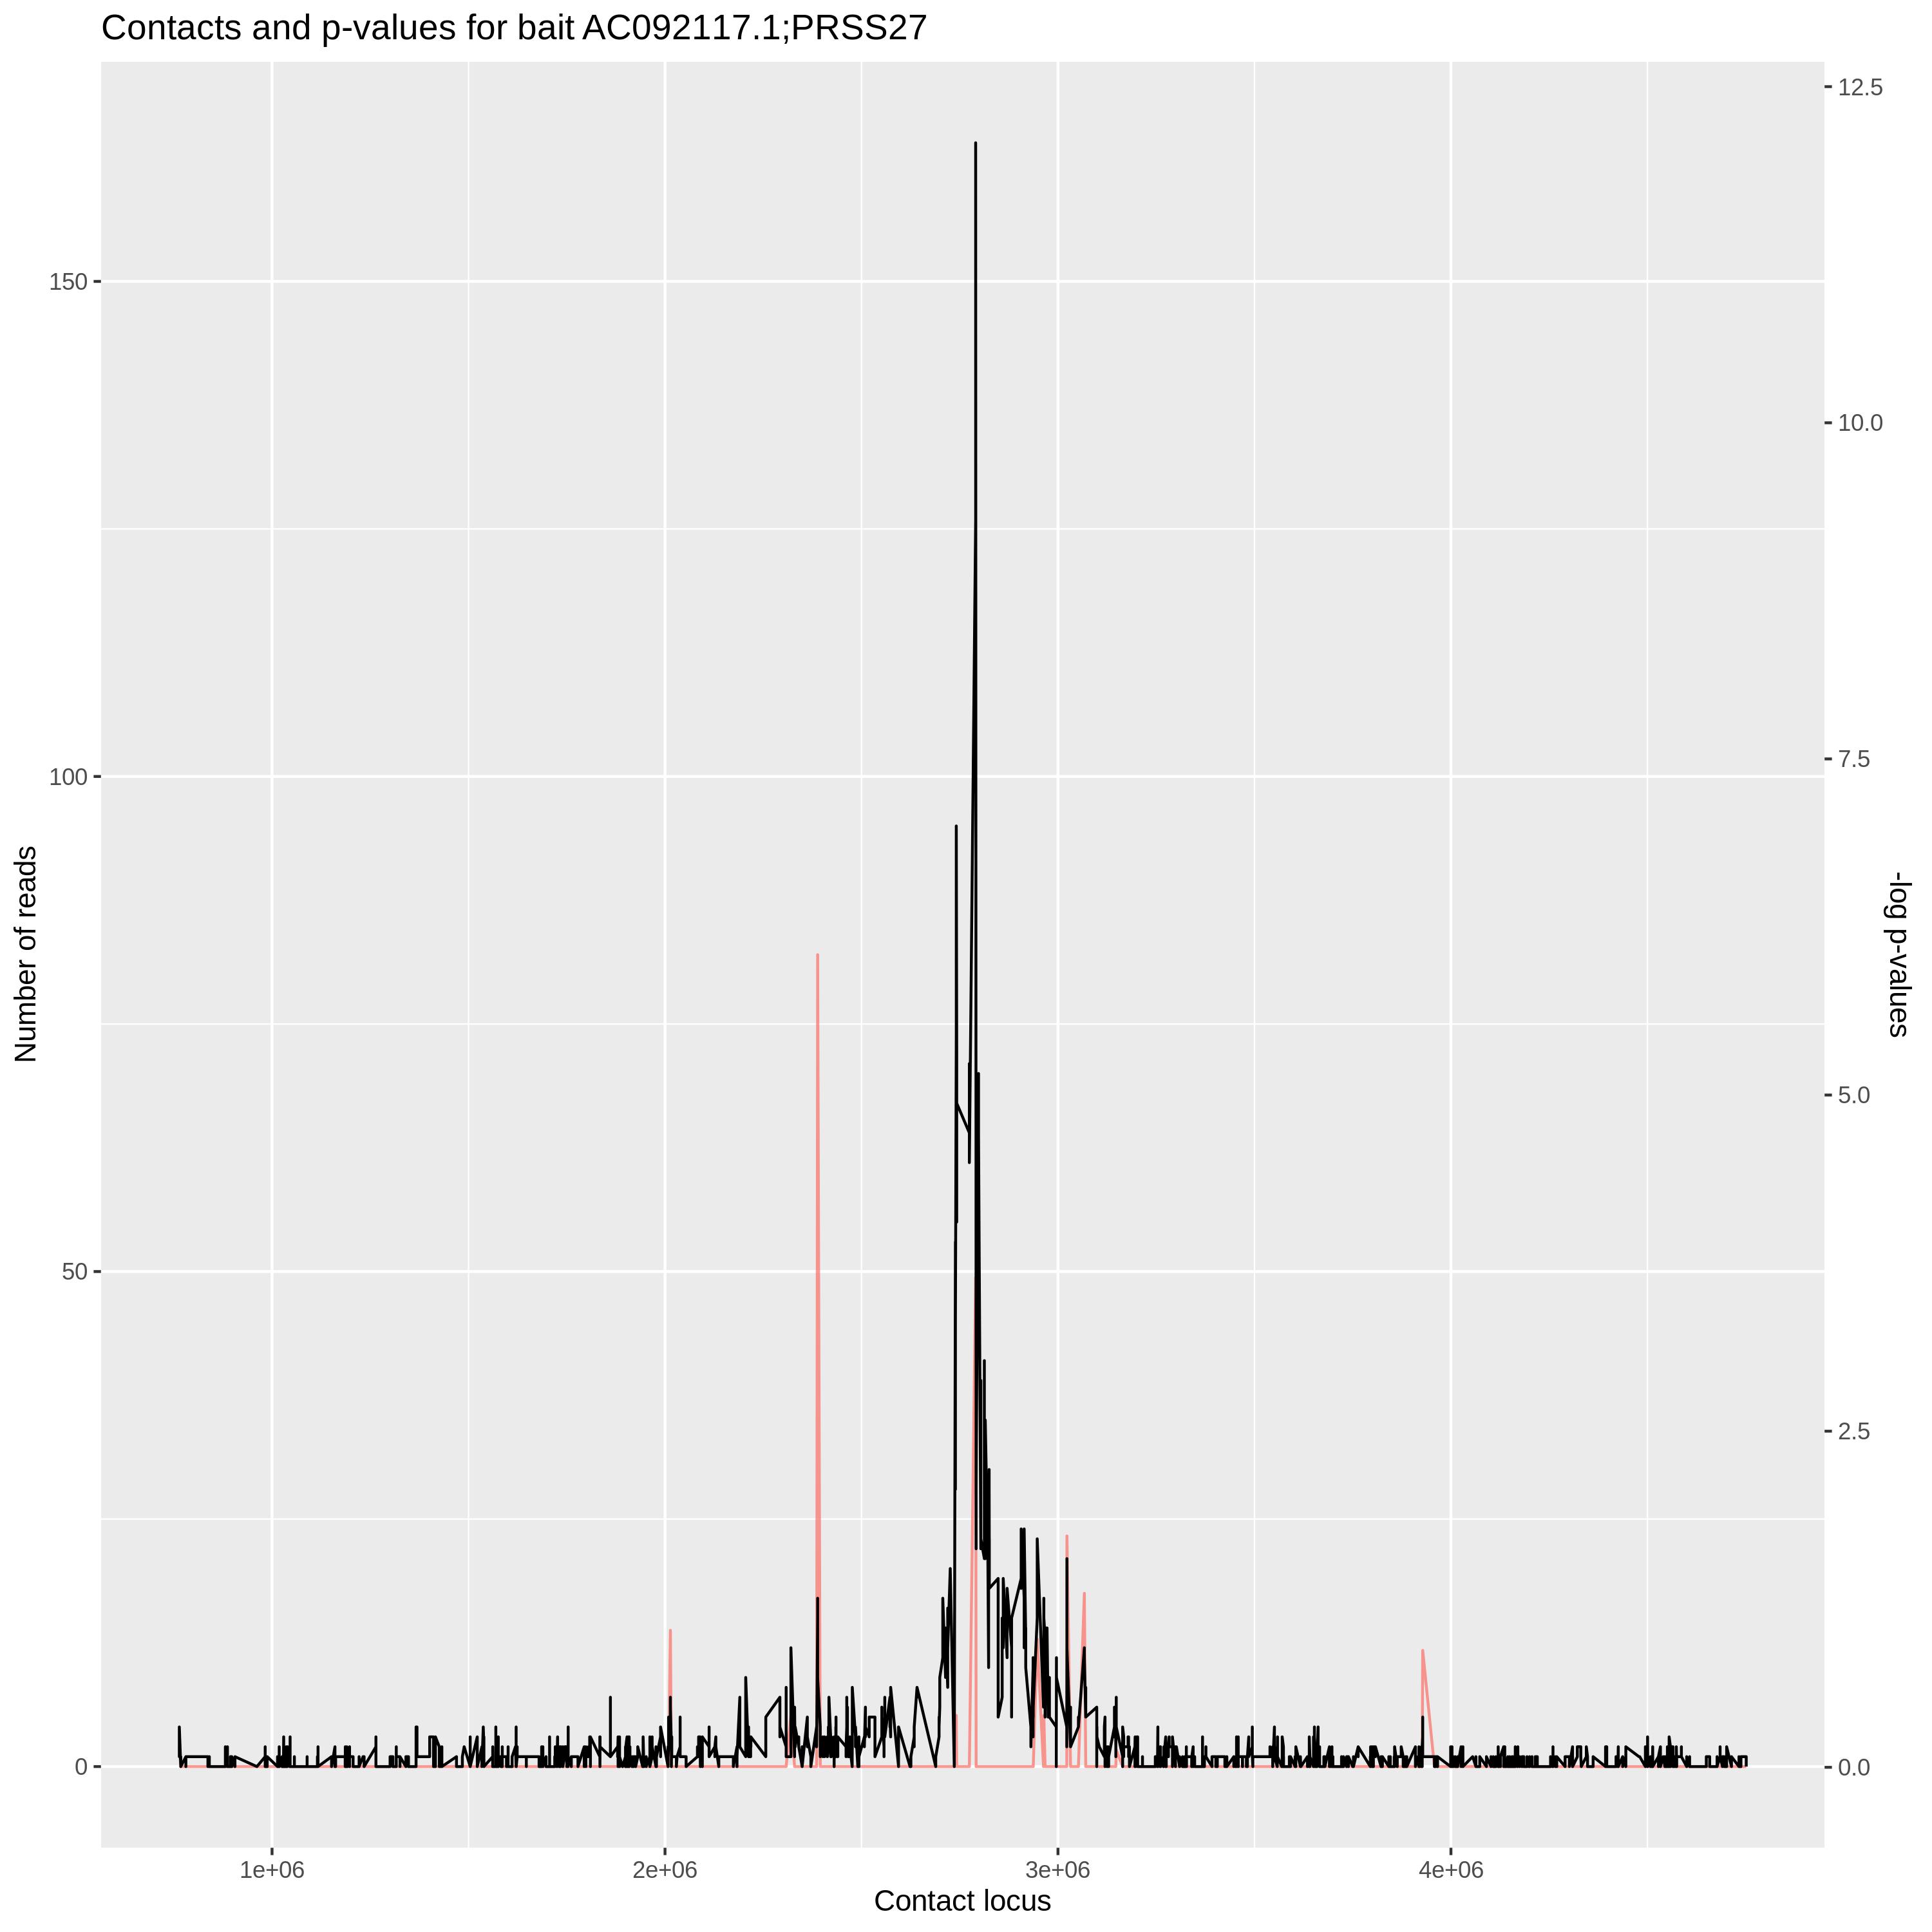 Contacts and p-values for bait AC092117.1;PRSS27
12.5
150
10.0
100
7.5
Number of reads
-log p-values
5.0
50
2.5
0
0.0
1e+06
2e+06
3e+06
4e+06
Contact locus